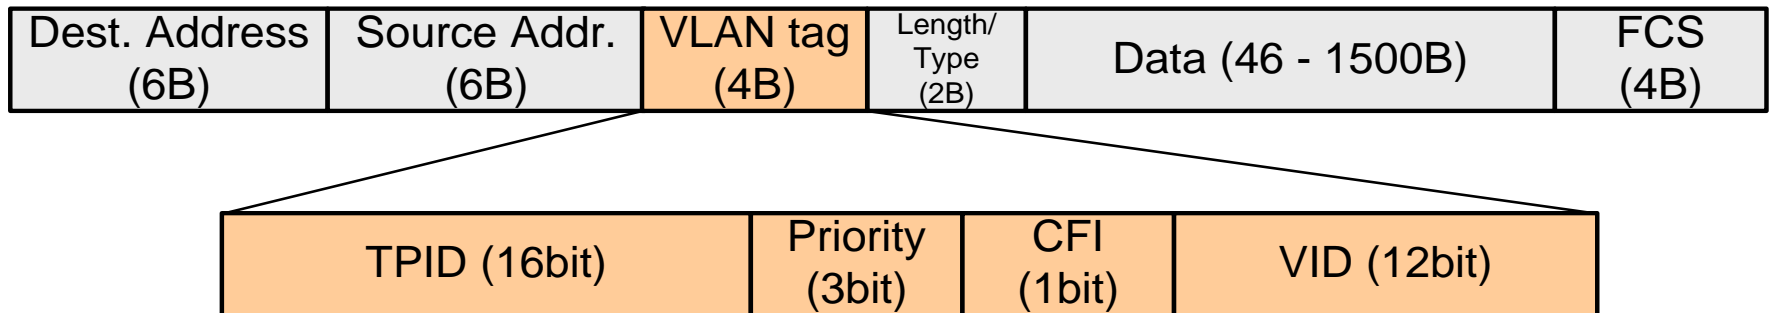 Dest. Address
(6B)
Source Addr.
(6B)
VLAN tag
(4B)
Length/
Type
(2B)
Data (46 - 1500B)
FCS
(4B)
TPID (16bit)
Priority
(3bit)
CFI
(1bit)
VID (12bit)